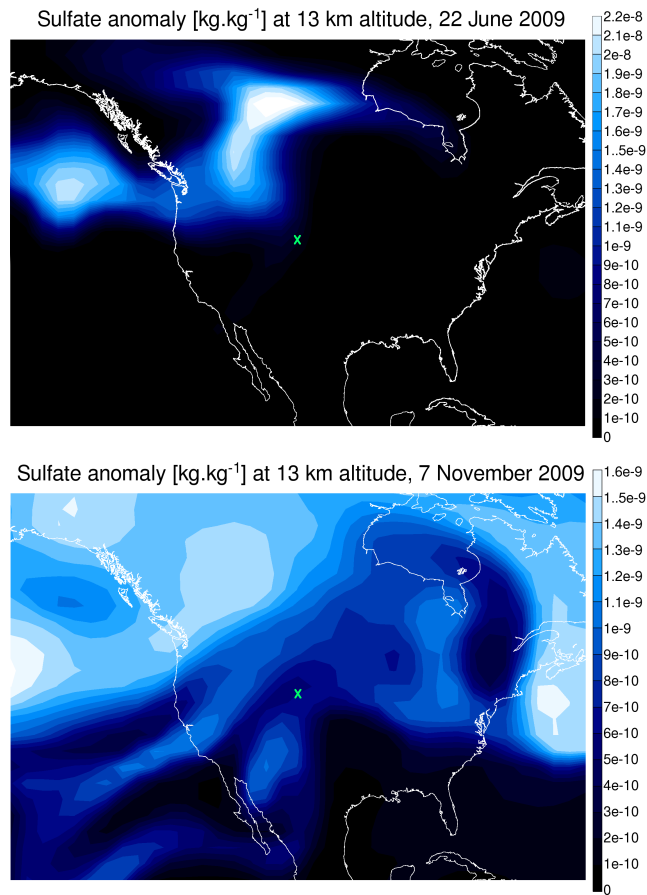 Sulfate anomaly [kg.kg⁻¹] at 13 km altitude, 22 June 2009
2.2e-8
2.1e-8
2e-8
1.9e-9
1.8e-9
1.7e-9
1.6e-9
1.5e-9
1.4e-9
1.3e-9
1.2e-9
1.1e-9
1e-9
9e-10
8e-10
7e-10
6e-10
5e-10
4e-10
3e-10
2e-10
1e-10
0
x
Sulfate anomaly [kg.kg⁻¹] at 13 km altitude, 7 November 2009
1.6e-9
1.5e-9
1.4e-9
1.3e-9
1.2e-9
1.1e-9
1e-9
9e-10
8e-10
7e-10
6e-10
5e-10
4e-10
3e-10
2e-10
1e-10
0
x